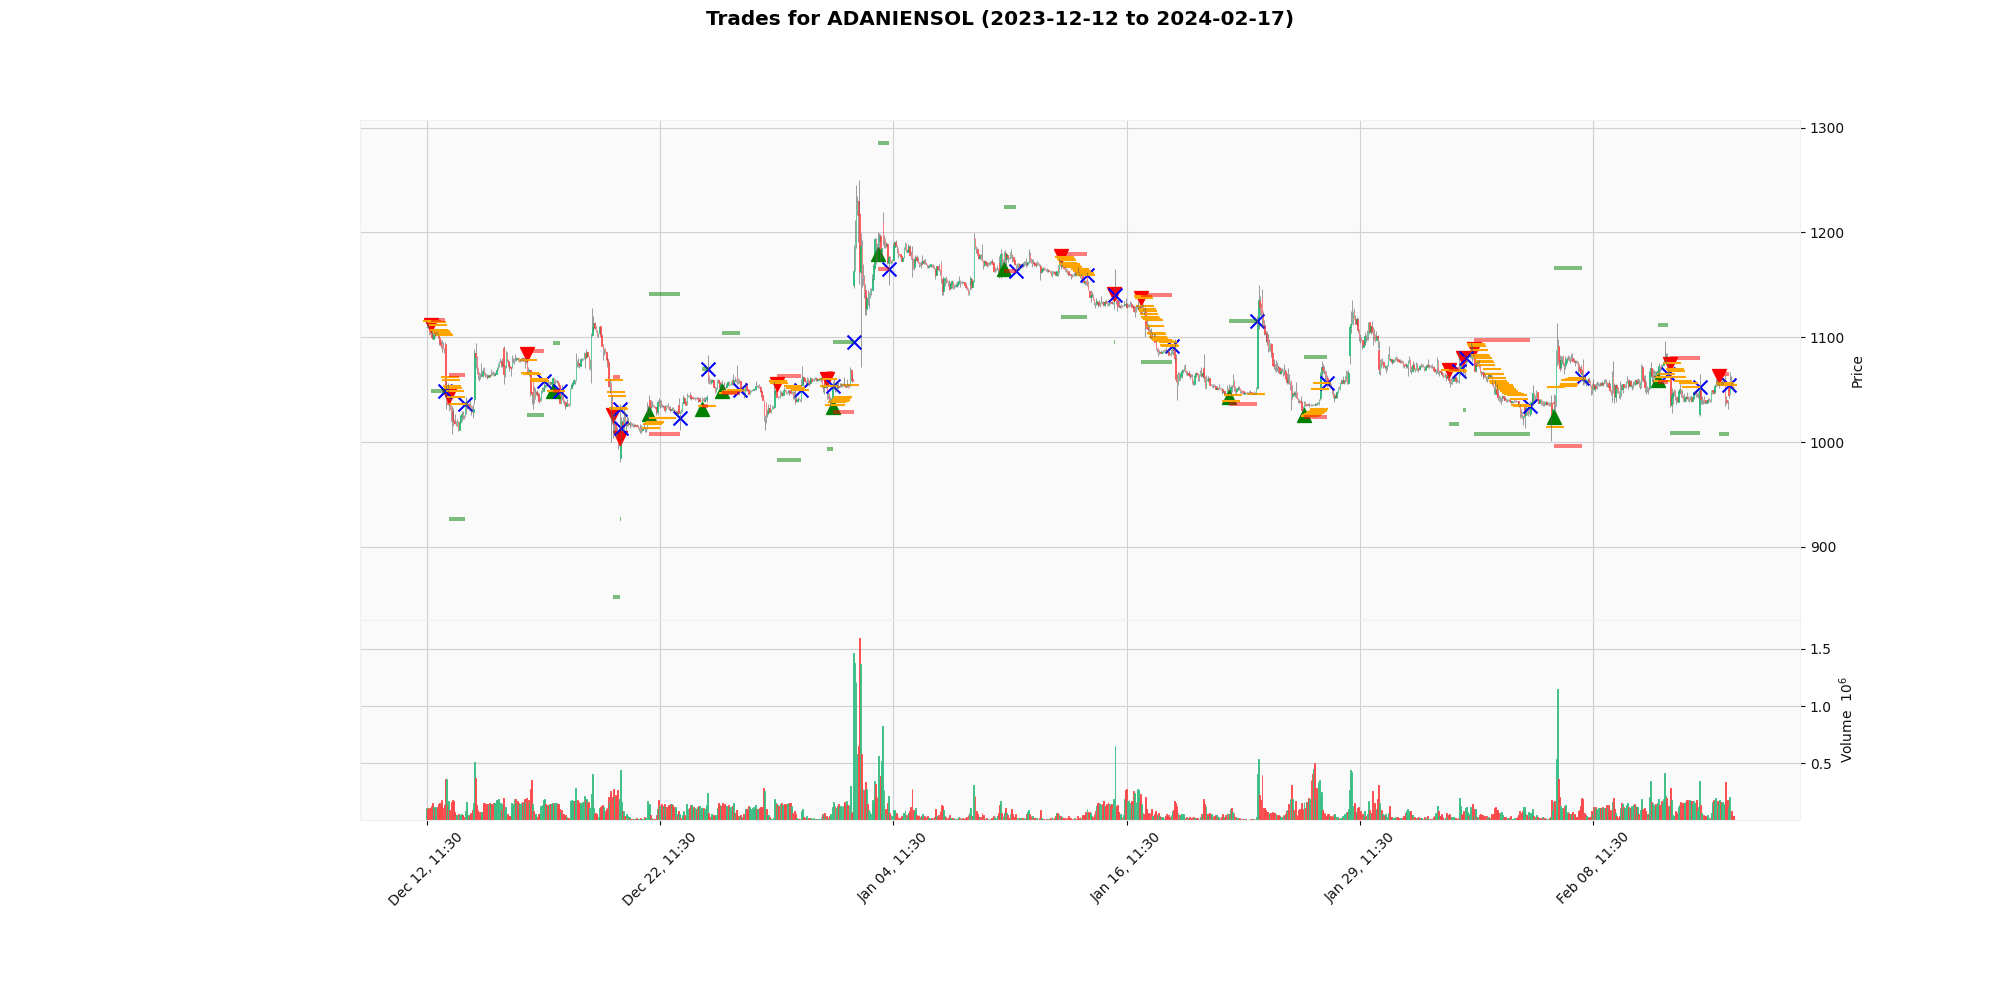 Trades for ADANIENSOL (2023-12-12 to 2024-02-17)
1300
1200
1100
1000
900
Price
1.5
1.0
0.5
Volume 10⁶
Dec 12, 11:30
Dec 22, 11:30
Jan 04, 11:30
Jan 16, 11:30
Jan 29, 11:30
Feb 08, 11:30